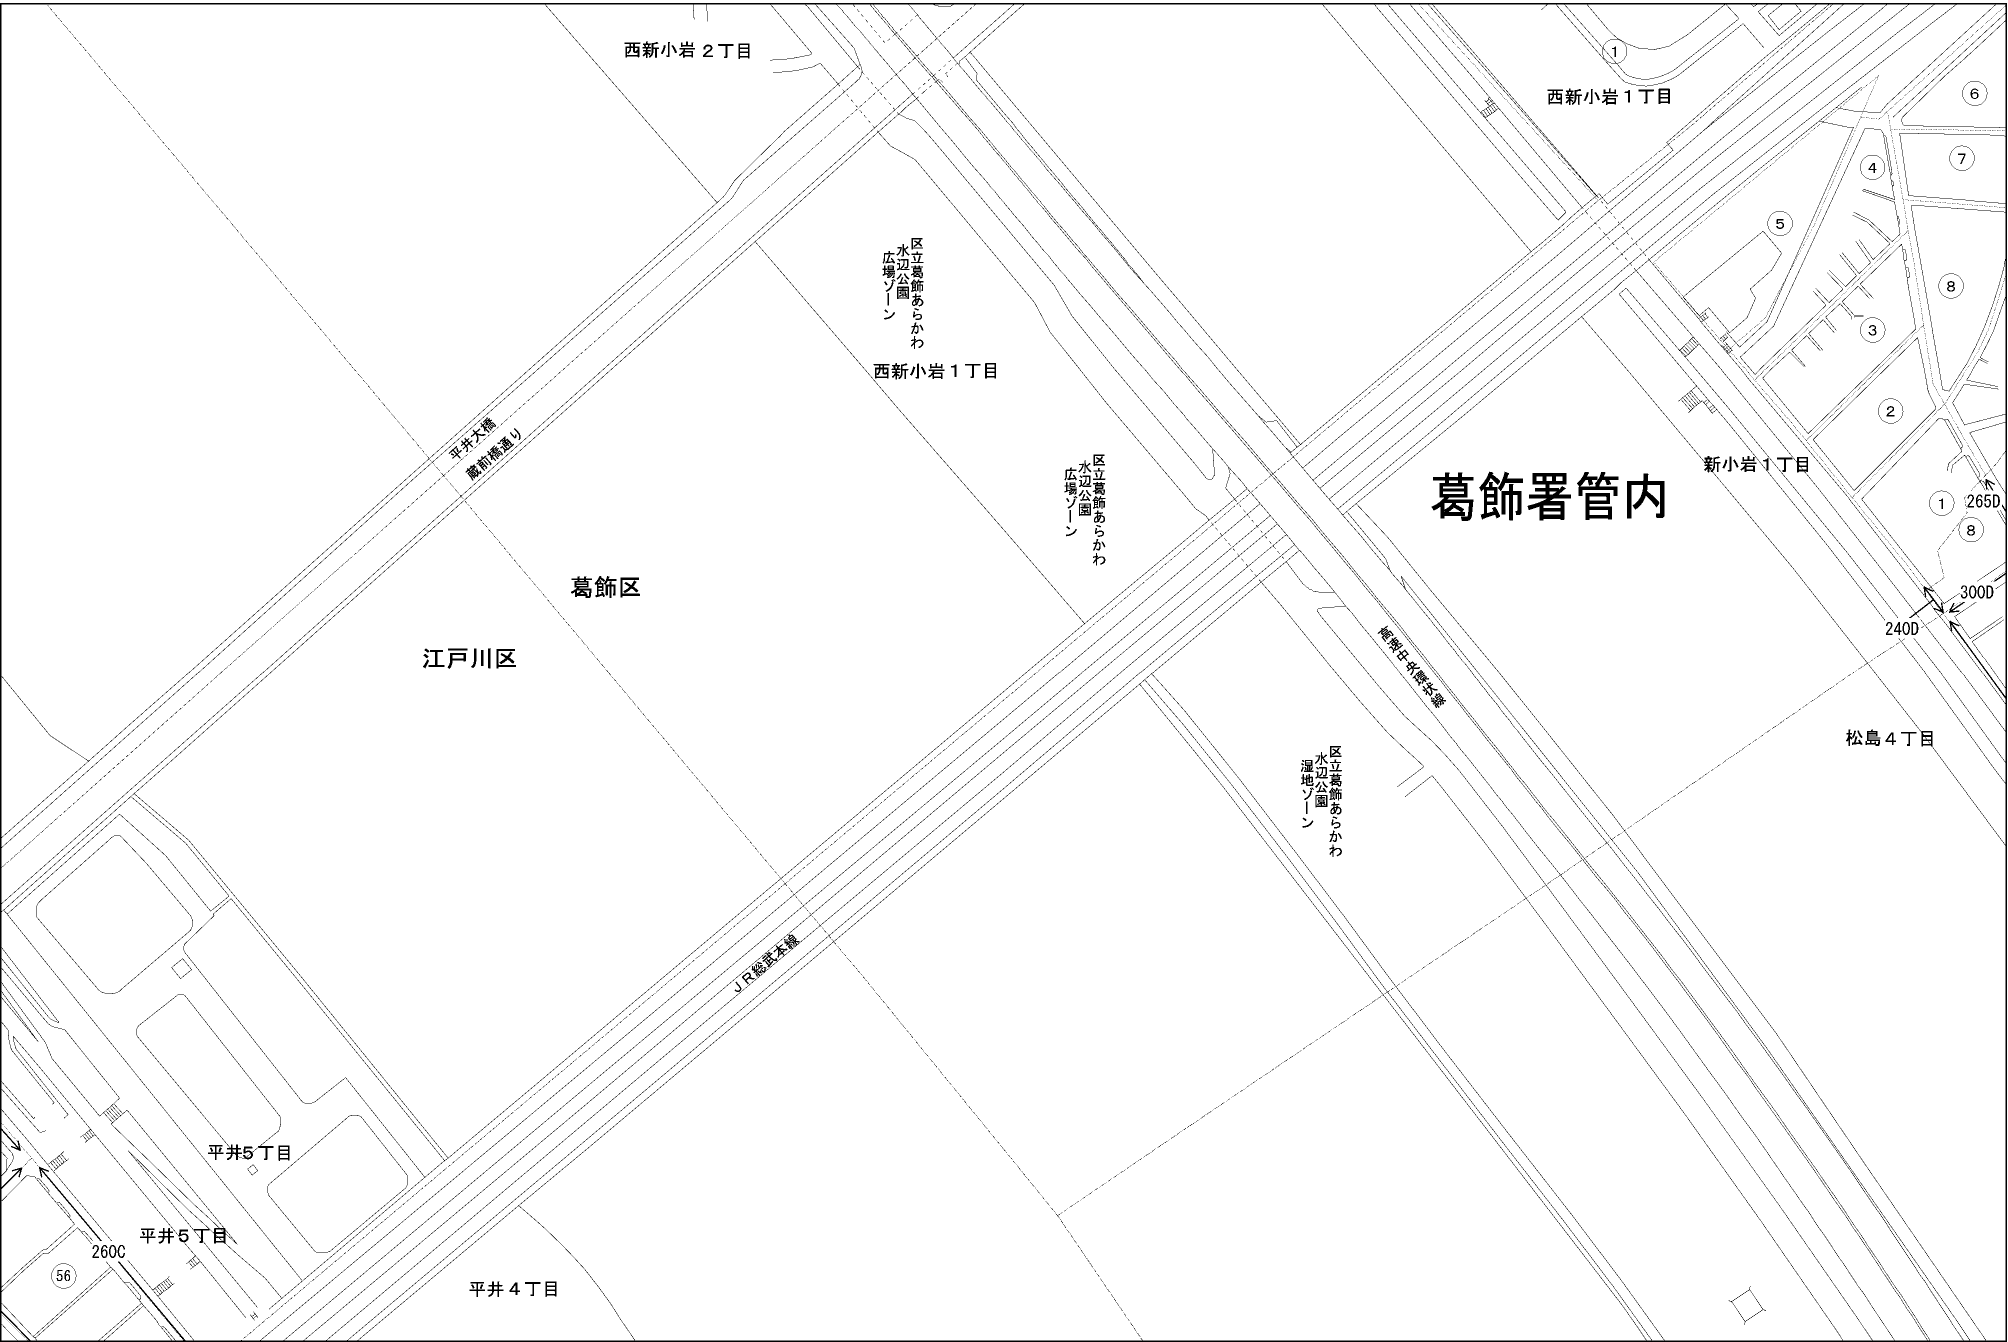 西新小岩２丁目
①
西新小岩１丁目
⑥
⑦
④
⑤
区立葛飾あらかわ
水辺公園
広場ゾーン
⑧
③
西新小岩１丁目
②
平井大橋
蔵前橋通り
区立葛飾あらかわ
水辺公園
広場ゾーン
新小岩１丁目
葛飾署管内
①
265D
⑧
葛飾区
300D
240D
江戸川区
高速中央環状線
松島４丁目
区立葛飾あらかわ
水辺公園
湿地ゾーン
ＪＲ総武本線
平井5丁目
平井５丁目
260C
56
平井４丁目